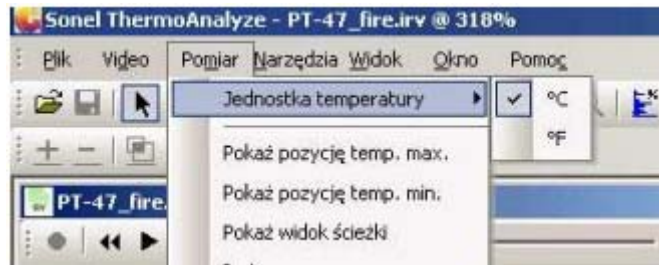 Sonel ThermoAnalyze - PT-47_fire.irv @ 318%
Plik Video Pomiar Narzędzia Widok Okno Pomoc
Jednostka temperatury ✓ °C
°F
Pokaż pozycję temp. max.
Pokaż pozycję temp. min.
PT-47_fire.
Pokaż widok ścieżki